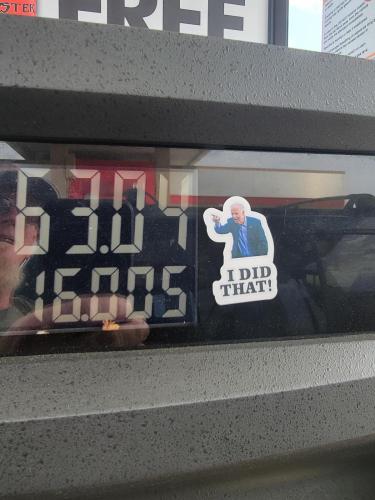 FREE
63.04
16.005
I DID
THAT!